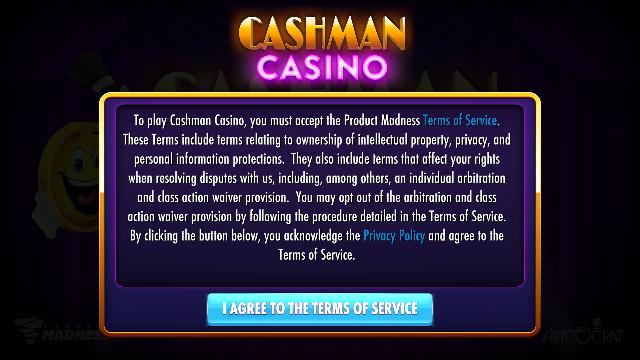 CASHMAN
CASINO
To play Cashman Casino, you must accept the Product Madness Terms of Service.
These Terms include terms relating to ownership of intellectual property, privacy, and
personal information protections. They also include terms that affect your rights
when resolving disputes with us, including, among others, an individual arbitration
and class action waiver provision. You may opt out of the arbitration and class
action waiver provision by following the procedure detailed in the Terms of Service.
By clicking the button below, you acknowledge the Privacy Policy and agree to the
Terms of Service.
I AGREE TO THE TERMS OF SERVICE
ARISTOCRAT